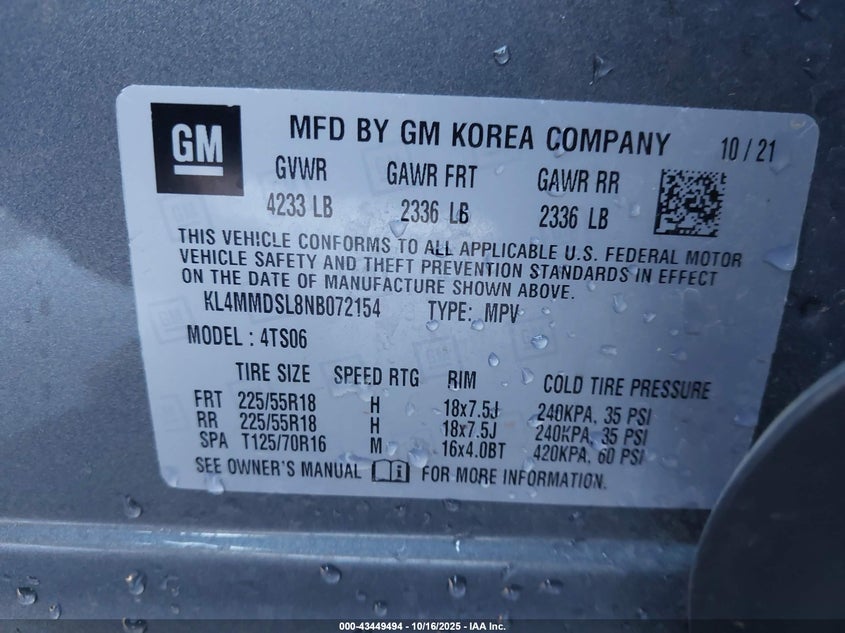 GM MFD BY GM KOREA COMPANY 10 / 21
GVWR GAWR FRT GAWR RR
4233 LB 2336 LB 2336 LB
THIS VEHICLE CONFORMS TO ALL APPLICABLE U.S. FEDERAL MOTOR
VEHICLE SAFETY AND THEFT PREVENTION STANDARDS IN EFFECT
ON THE DATE OF MANUFACTURE SHOWN ABOVE.
KL4MMDSL8NB072154 TYPE: MPV
MODEL : 4TS06
TIRE SIZE SPEED RTG RIM COLD TIRE PRESSURE
FRT 225/55R18 H 18x7.5J 240KPA, 35 PSI
RR 225/55R18 H 18x7.5J 240KPA, 35 PSI
SPA T125/70R16 M 16x4.0BT 420KPA, 60 PSI
SEE OWNER'S MANUAL FOR MORE INFORMATION.
000-43449494 - 10/16/2025 - IAA Inc.